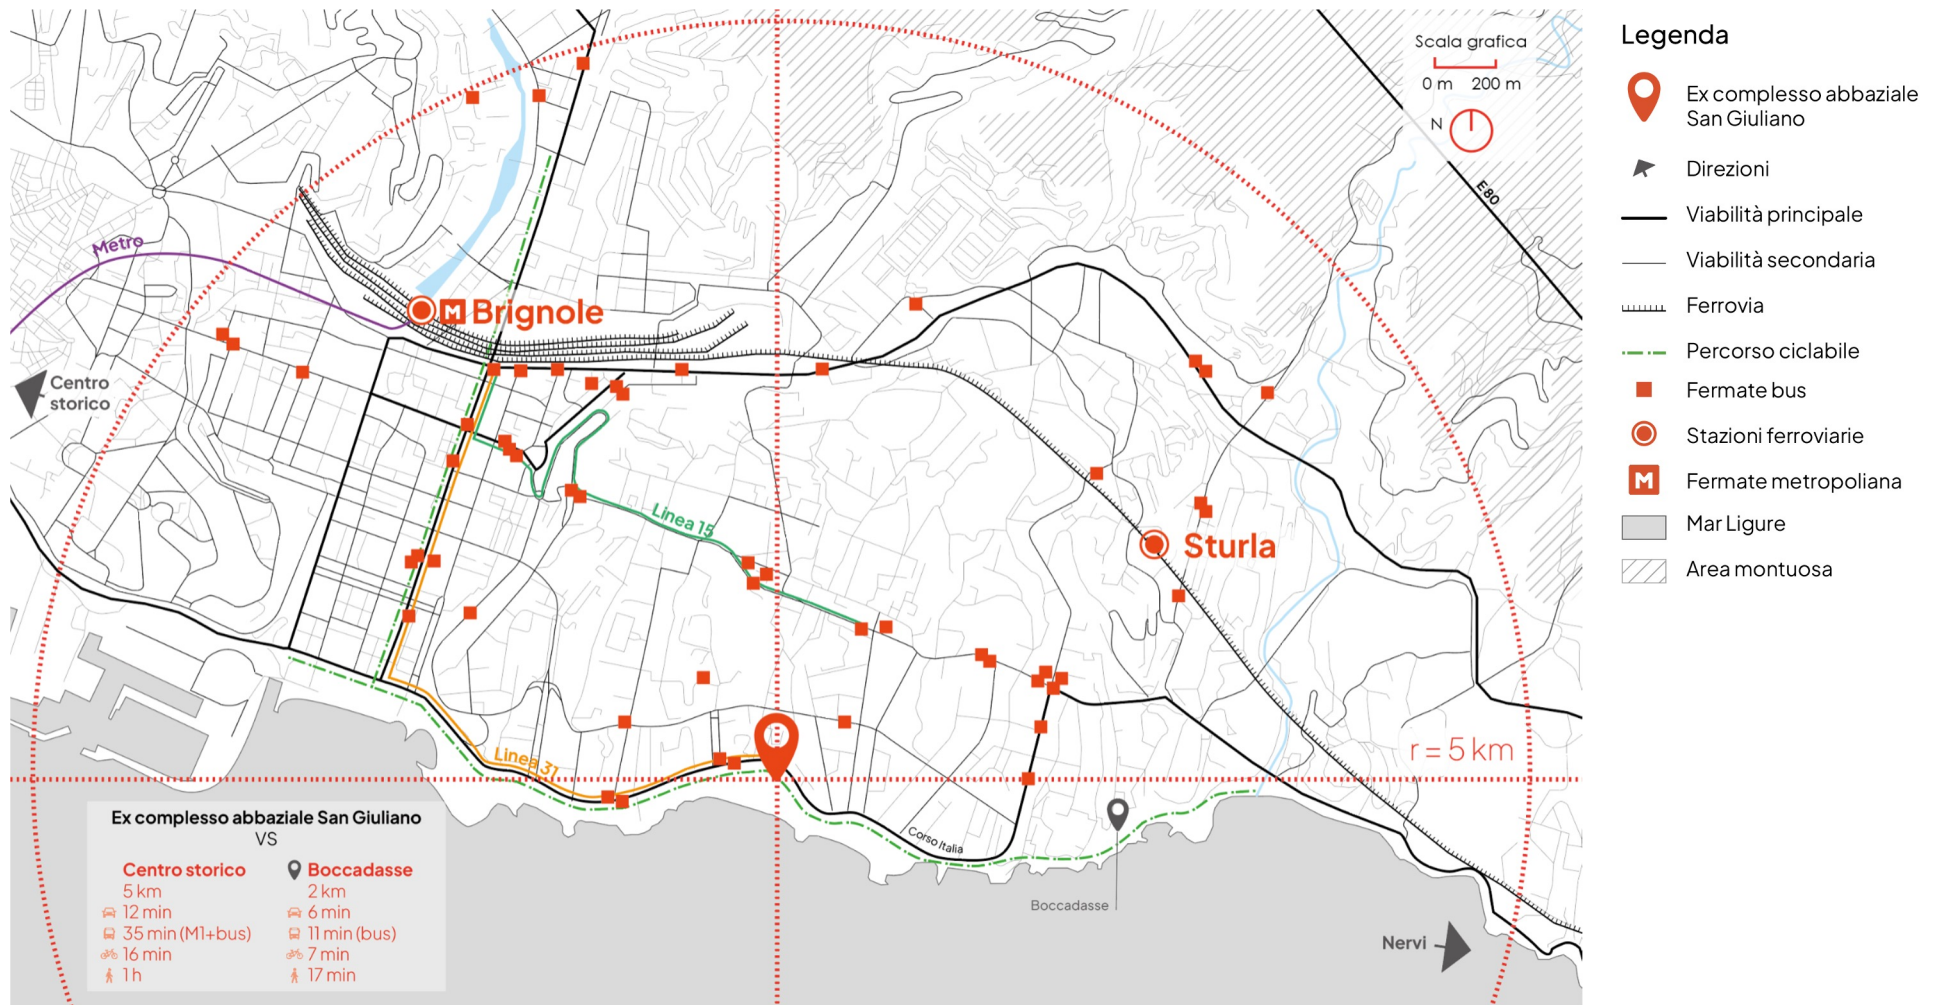 Scala grafica
0 m 200 m
N
E80
Metro
M Brignole
Centro
storico
Linea 15
Sturla
r = 5 km
Linea 31
Corso Italia
Boccadasse
Nervi
Ex complesso abbaziale San Giuliano
VS
Centro storico
5 km
12 min
35 min (M1+bus)
16 min
1 h
Boccadasse
2 km
6 min
11 min (bus)
7 min
17 min
Legenda
Ex complesso abbaziale
San Giuliano
Direzioni
Viabilità principale
Viabilità secondaria
Ferrovia
Percorso ciclabile
Fermate bus
Stazioni ferroviarie
M Fermate metropoliana
Mar Ligure
Area montuosa